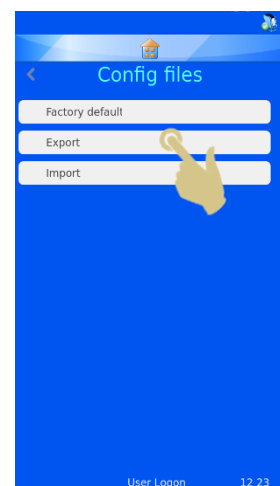 Config files
Factory default
Export
Import
User Logon 12 23